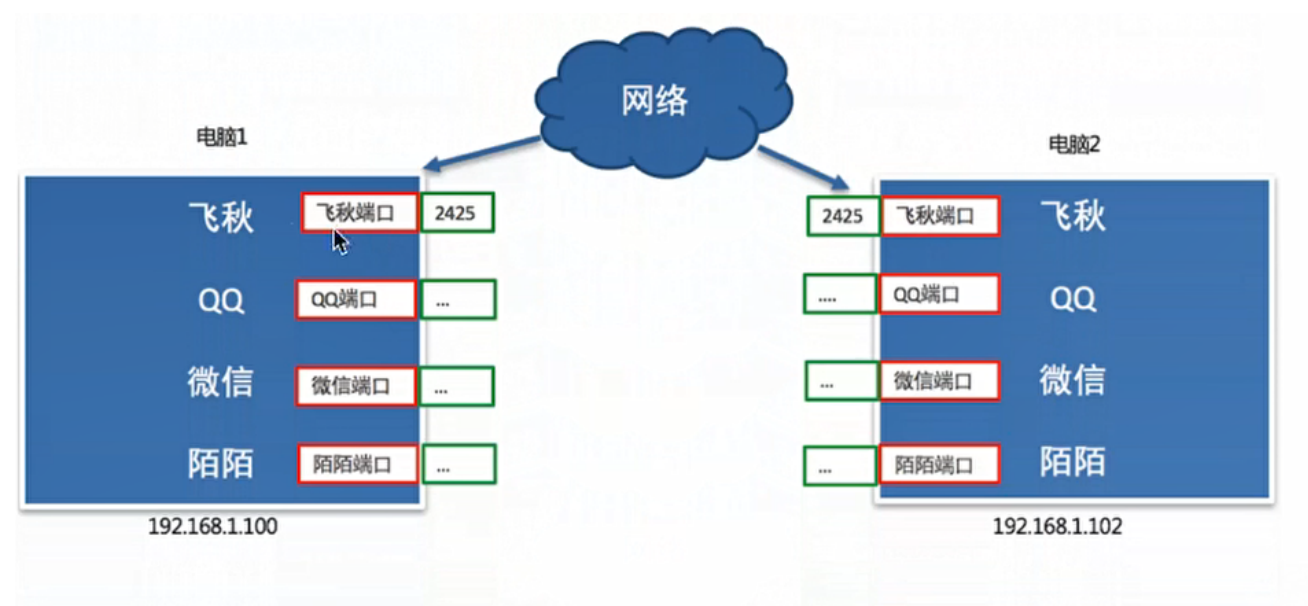 网络
电脑1
电脑2
飞秋 飞秋端口 2425
2425 飞秋端口 飞秋
QQ QQ端口 ...
.... QQ端口 QQ
微信 微信端口 ...
... 微信端口 微信
陌陌 陌陌端口 ...
... 陌陌端口 陌陌
192.168.1.100
192.168.1.102